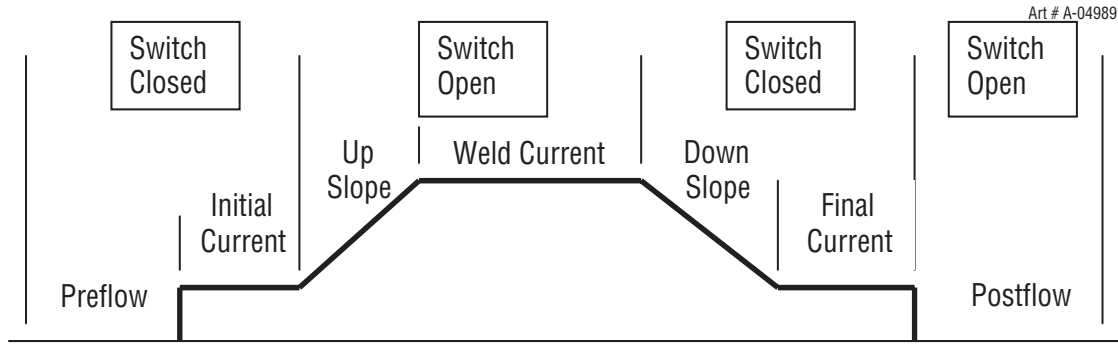 Art # A-04989
Switch
Closed
Switch
Open
Switch
Closed
Switch
Open
Up
Slope
Weld Current
Down
Slope
Initial
Current
Final
Current
Preflow
Postflow